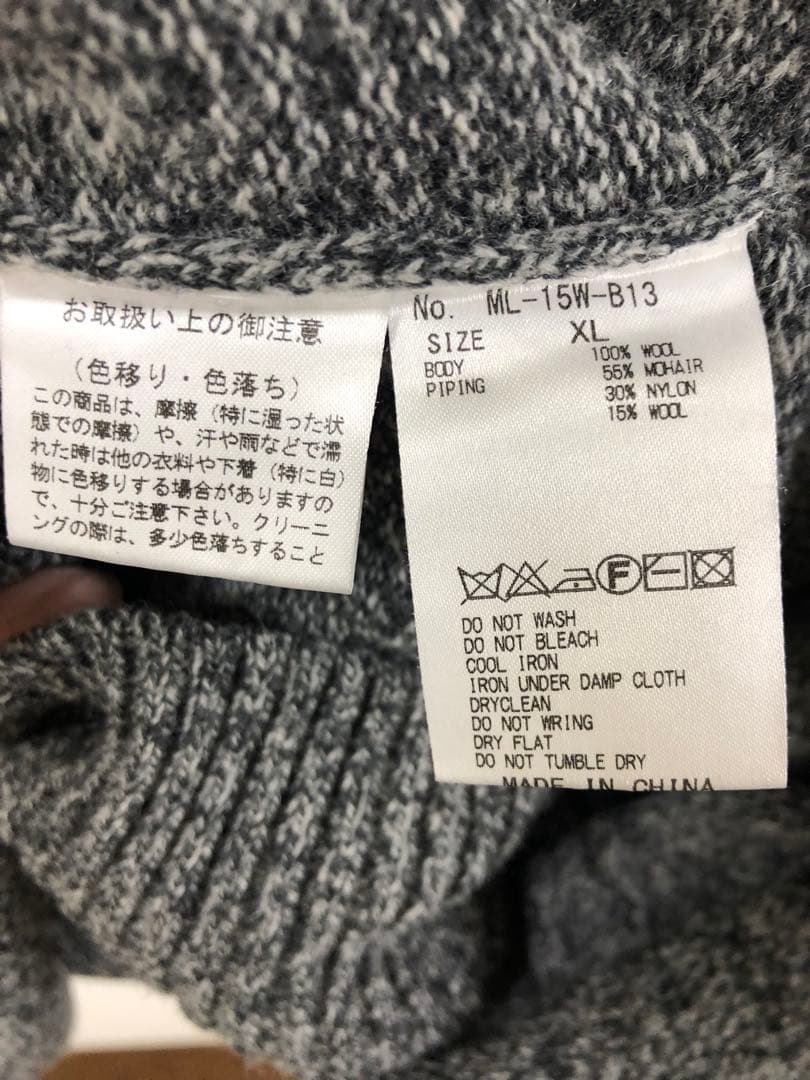 お取扱い上の御注意
(色移り・色落ち)
この商品は、摩擦(特に湿った状
態での摩擦)や、汗や雨などで濡
れた時は他の衣料や下着(特に白)
物に色移りする場合がありますの
で、十分ご注意下さい。クリーニ
ングの際は、多少色落ちすること
No. ML-15W-B13
SIZE XL
BODY 100% WOOL
PIPING 55% MOHAIR
30% NYLON
15% WOOL
F
DO NOT WASH
DO NOT BLEACH
COOL IRON
IRON UNDER DAMP CLOTH
DRYCLEAN
DO NOT WRING
DRY FLAT
DO NOT TUMBLE DRY
MADE IN CHINA